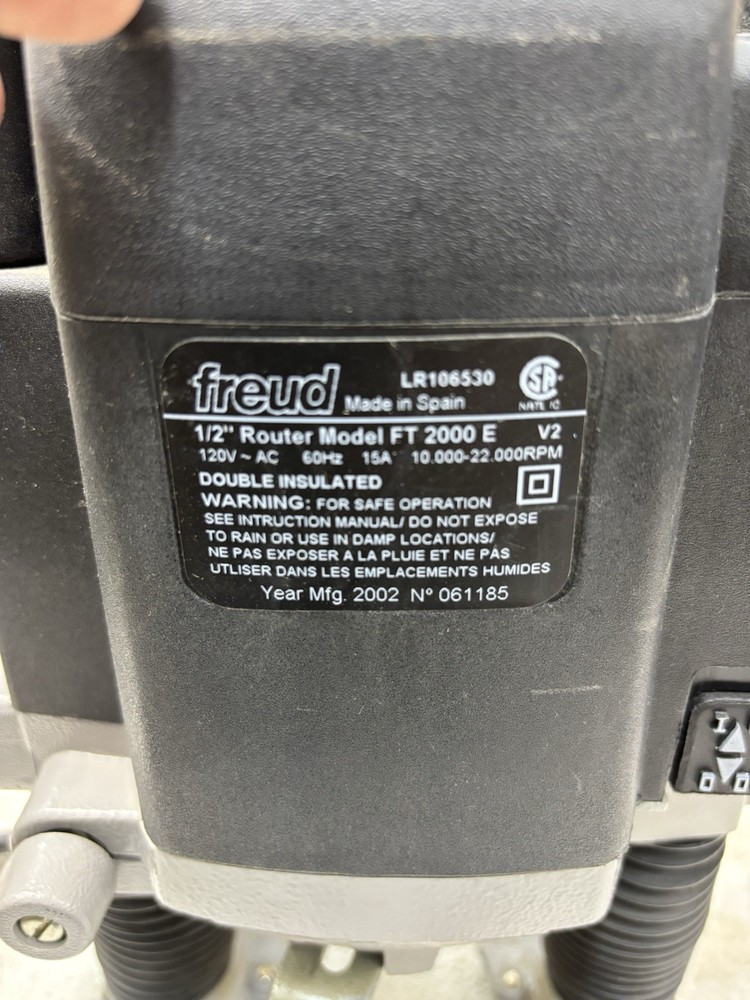 freud LR106530
Made in Spain
NRTL/C
1/2" Router Model FT 2000 E V2
120V ~ AC 60Hz 15A 10.000-22.000RPM
DOUBLE INSULATED
WARNING: FOR SAFE OPERATION
SEE INTRUCTION MANUAL/ DO NOT EXPOSE
TO RAIN OR USE IN DAMP LOCATIONS/
NE PAS EXPOSER A LA PLUIE ET NE PAS
UTLISER DANS LES EMPLACEMENTS HUMIDES
Year Mfg. 2002 Nº 061185